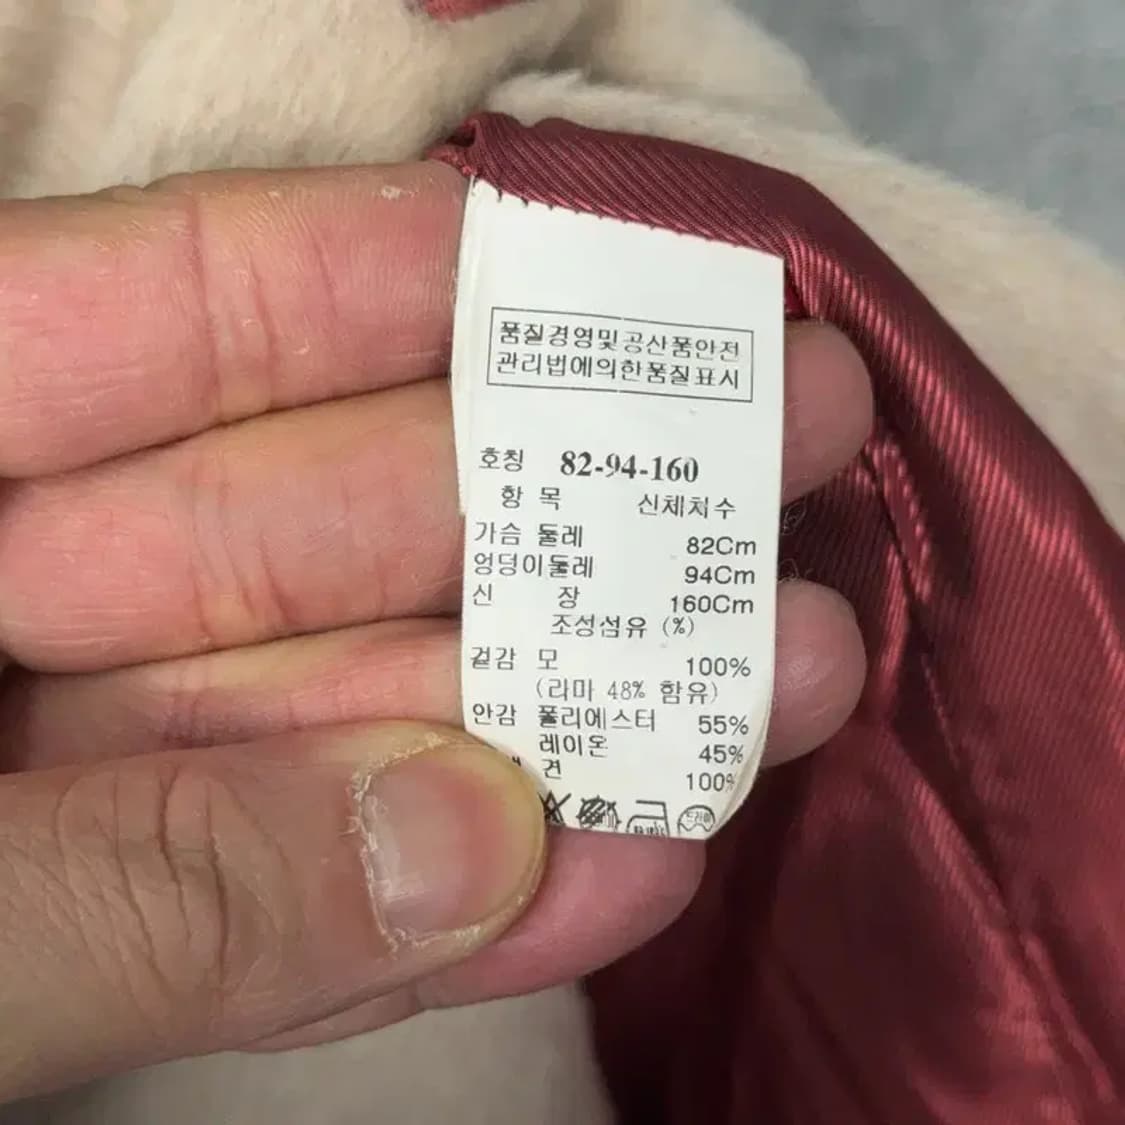 품질경영및공산품안전
관리법에의한품질표시
호칭 82-94-160
항 목 신체치수
가슴 둘레 82Cm
엉덩이둘레 94Cm
신 장 160Cm
조성섬유 (%)
겉감 모 100%
(라마 48% 함유)
안감 폴리에스터 55%
레이온 45%
견 100%
드라이